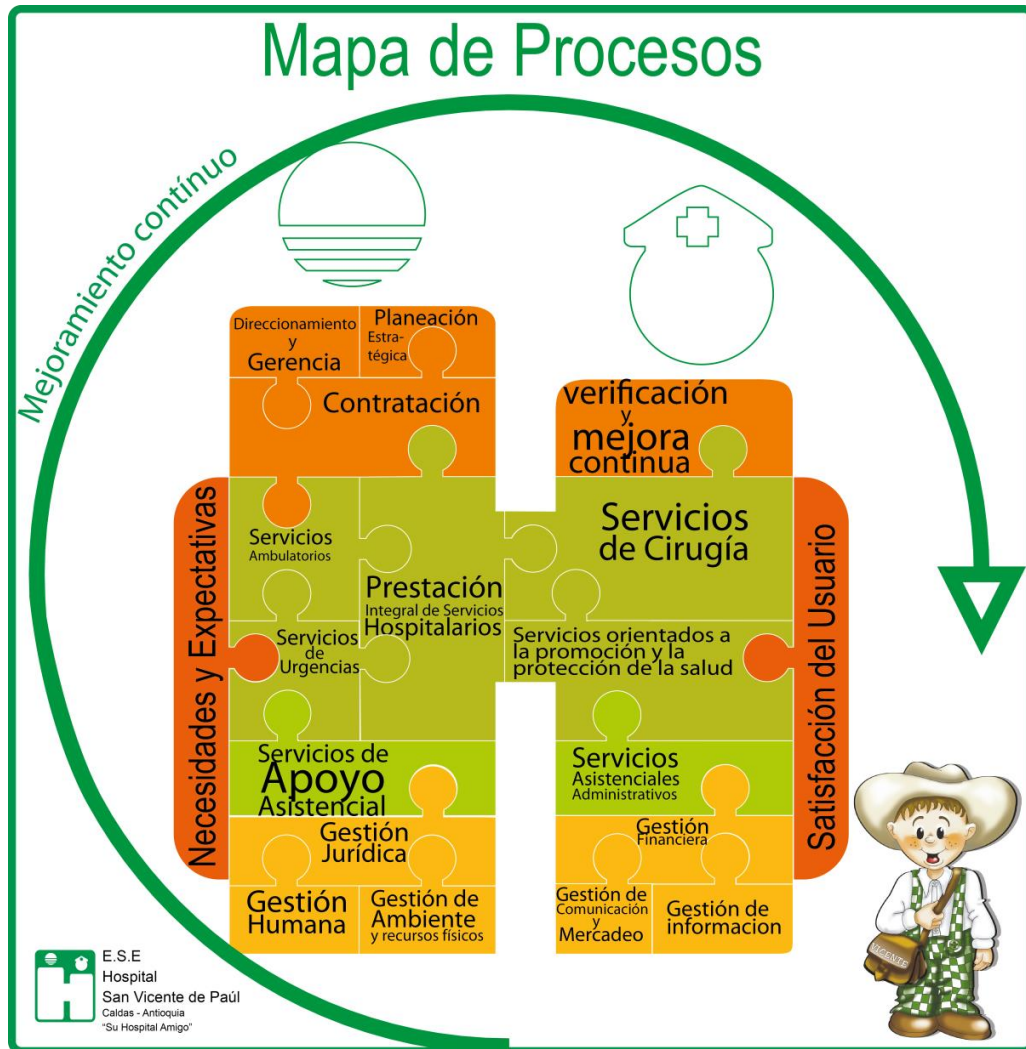 Mapa de Procesos
Mejoramiento contínuo
Direccionamiento
y
Gerencia
Planeación
Estra-
tégica
Contratación
verificación
y
mejora
continua
Necesidades y Expectativas
Servicios
Ambulatorios
Prestación
Integral de Servicios
Hospitalarios
Servicios
de Cirugía
Servicios
de
Urgencias
Servicios orientados a
la promoción y la
protección de la salud
Satisfacción del Usuario
Servicios de
Apoyo
Asistencial
Servicios
Asistenciales
Administrativos
Gestión
Jurídica
Gestión
Financiera
Gestión
Humana
Gestión de
Ambiente
y recursos físicos
Gestión de
Comunicación
y
Mercadeo
Gestión de
informacion
VICENTE
E.S.E
Hospital
San Vicente de Paúl
Caldas - Antioquia
"Su Hospital Amigo"